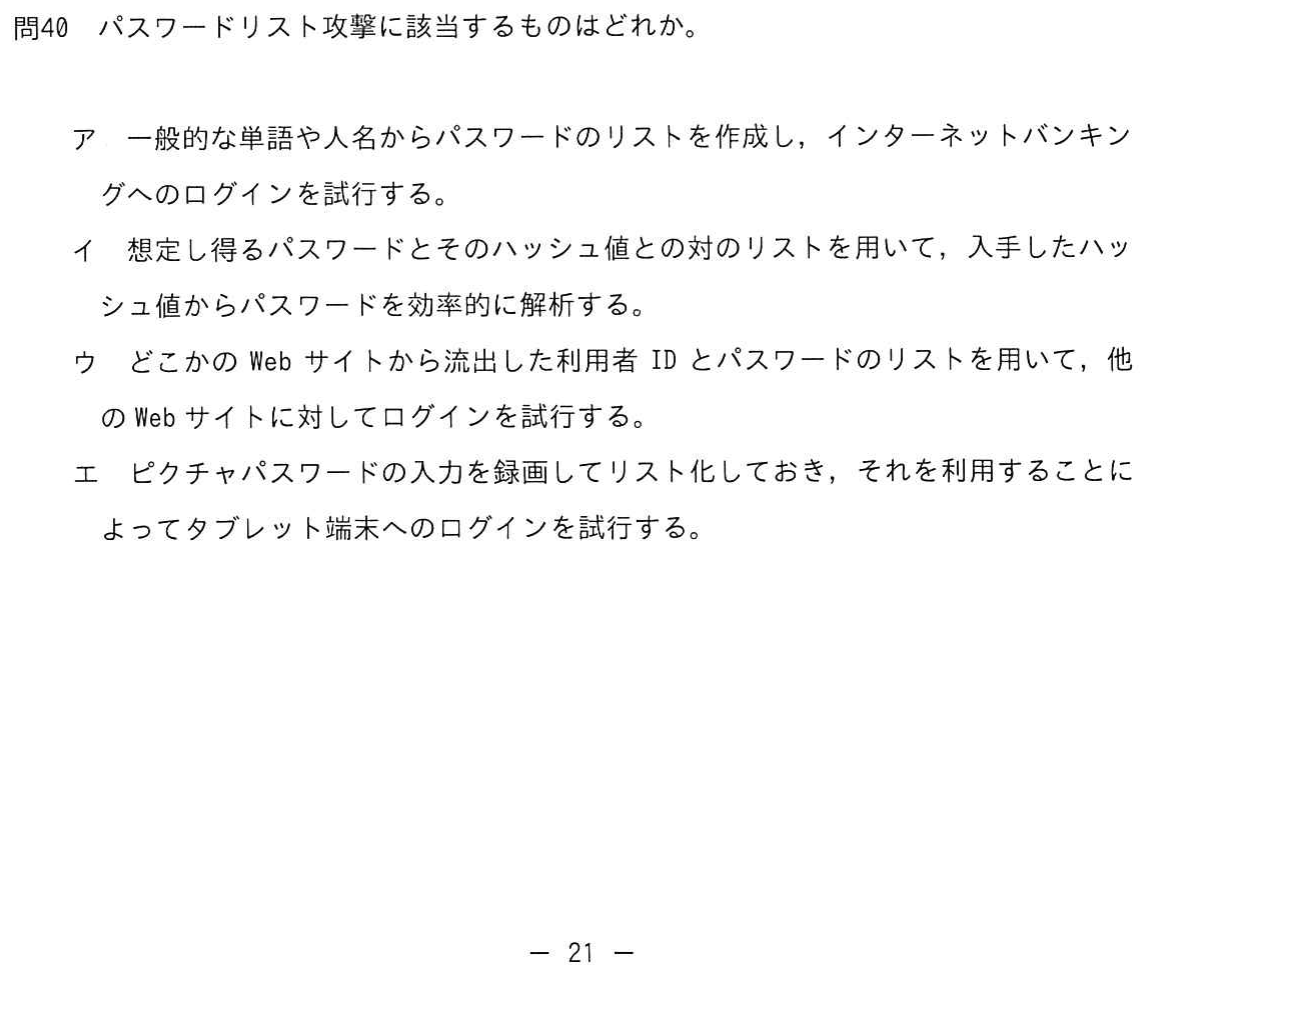 問40 パスワードリスト攻撃に該当するものはどれか。
ア 一般的な単語や人名からパスワードのリストを作成し，インターネットバンキン
グへのログインを試行する。
イ 想定し得るパスワードとそのハッシュ値との対のリストを用いて，入手したハッ
シュ値からパスワードを効率的に解析する。
ウ どこかの Web サイトから流出した利用者 ID とパスワードのリストを用いて，他
の Web サイトに対してログインを試行する。
エ ピクチャパスワードの入力を録画してリスト化しておき，それを利用することに
よってタブレット端末へのログインを試行する。
― 21 ―